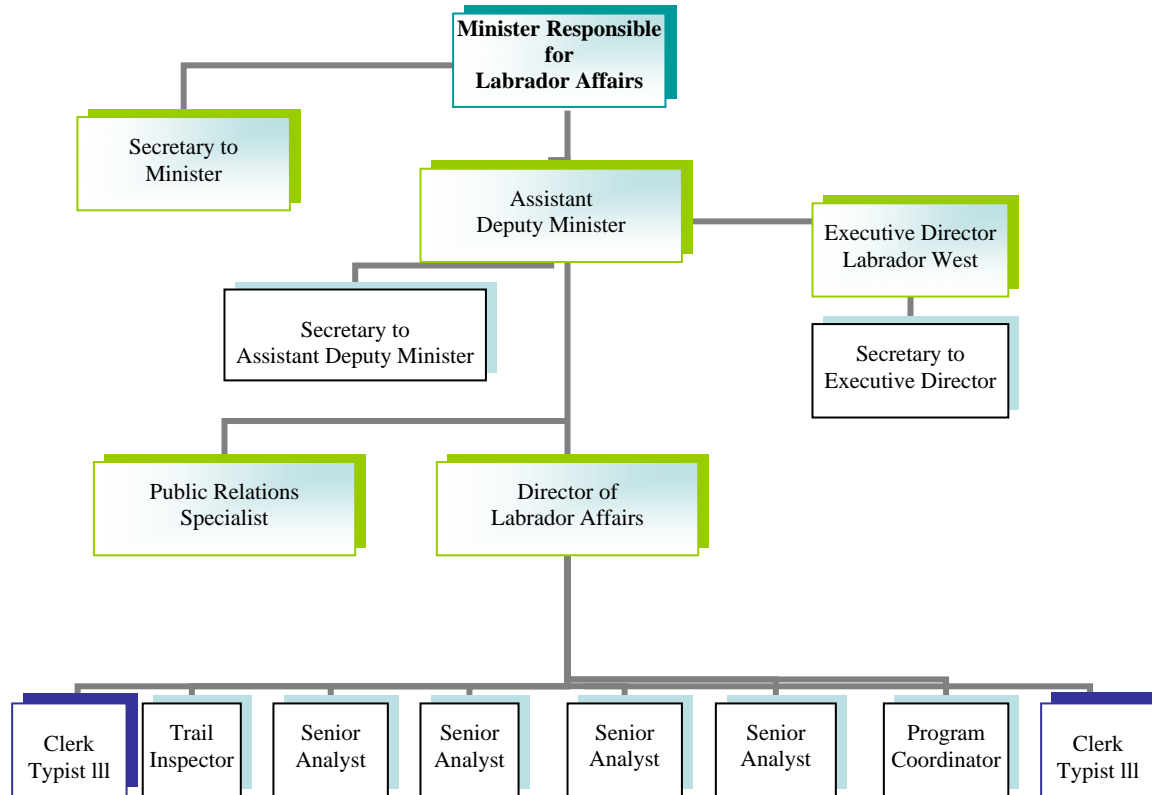 Minister Responsible
for
Labrador Affairs
Secretary to
Minister
Assistant
Deputy Minister
Executive Director
Labrador West
Secretary to
Assistant Deputy Minister
Secretary to
Executive Director
Public Relations
Specialist
Director of
Labrador Affairs
Clerk
Typist lll
Trail
Inspector
Senior
Analyst
Senior
Analyst
Senior
Analyst
Senior
Analyst
Program
Coordinator
Clerk
Typist lll